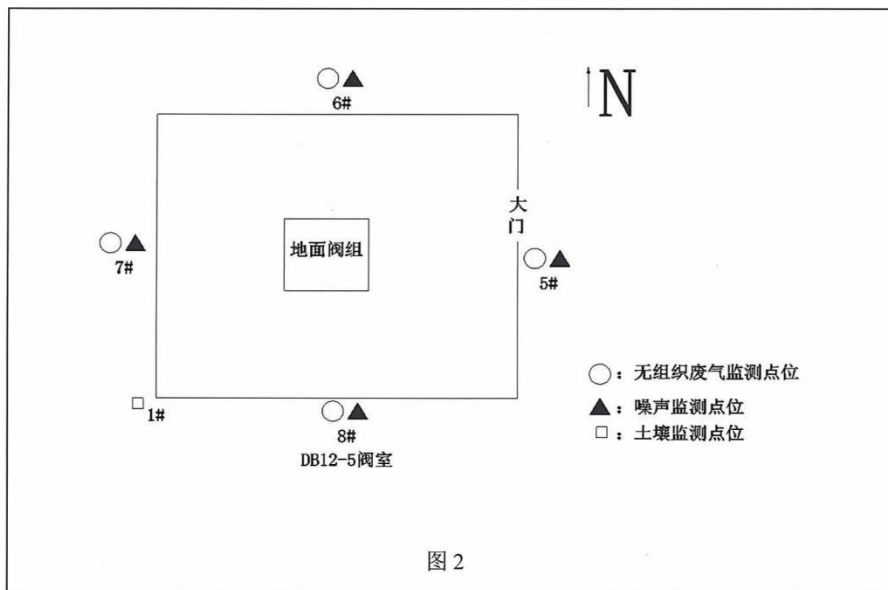 6#
N
大
门
地面阀组
7#
5#
○：无组织废气监测点位
▲：噪声监测点位
□：土壤监测点位
1#
8#
DB12-5阀室
图 2